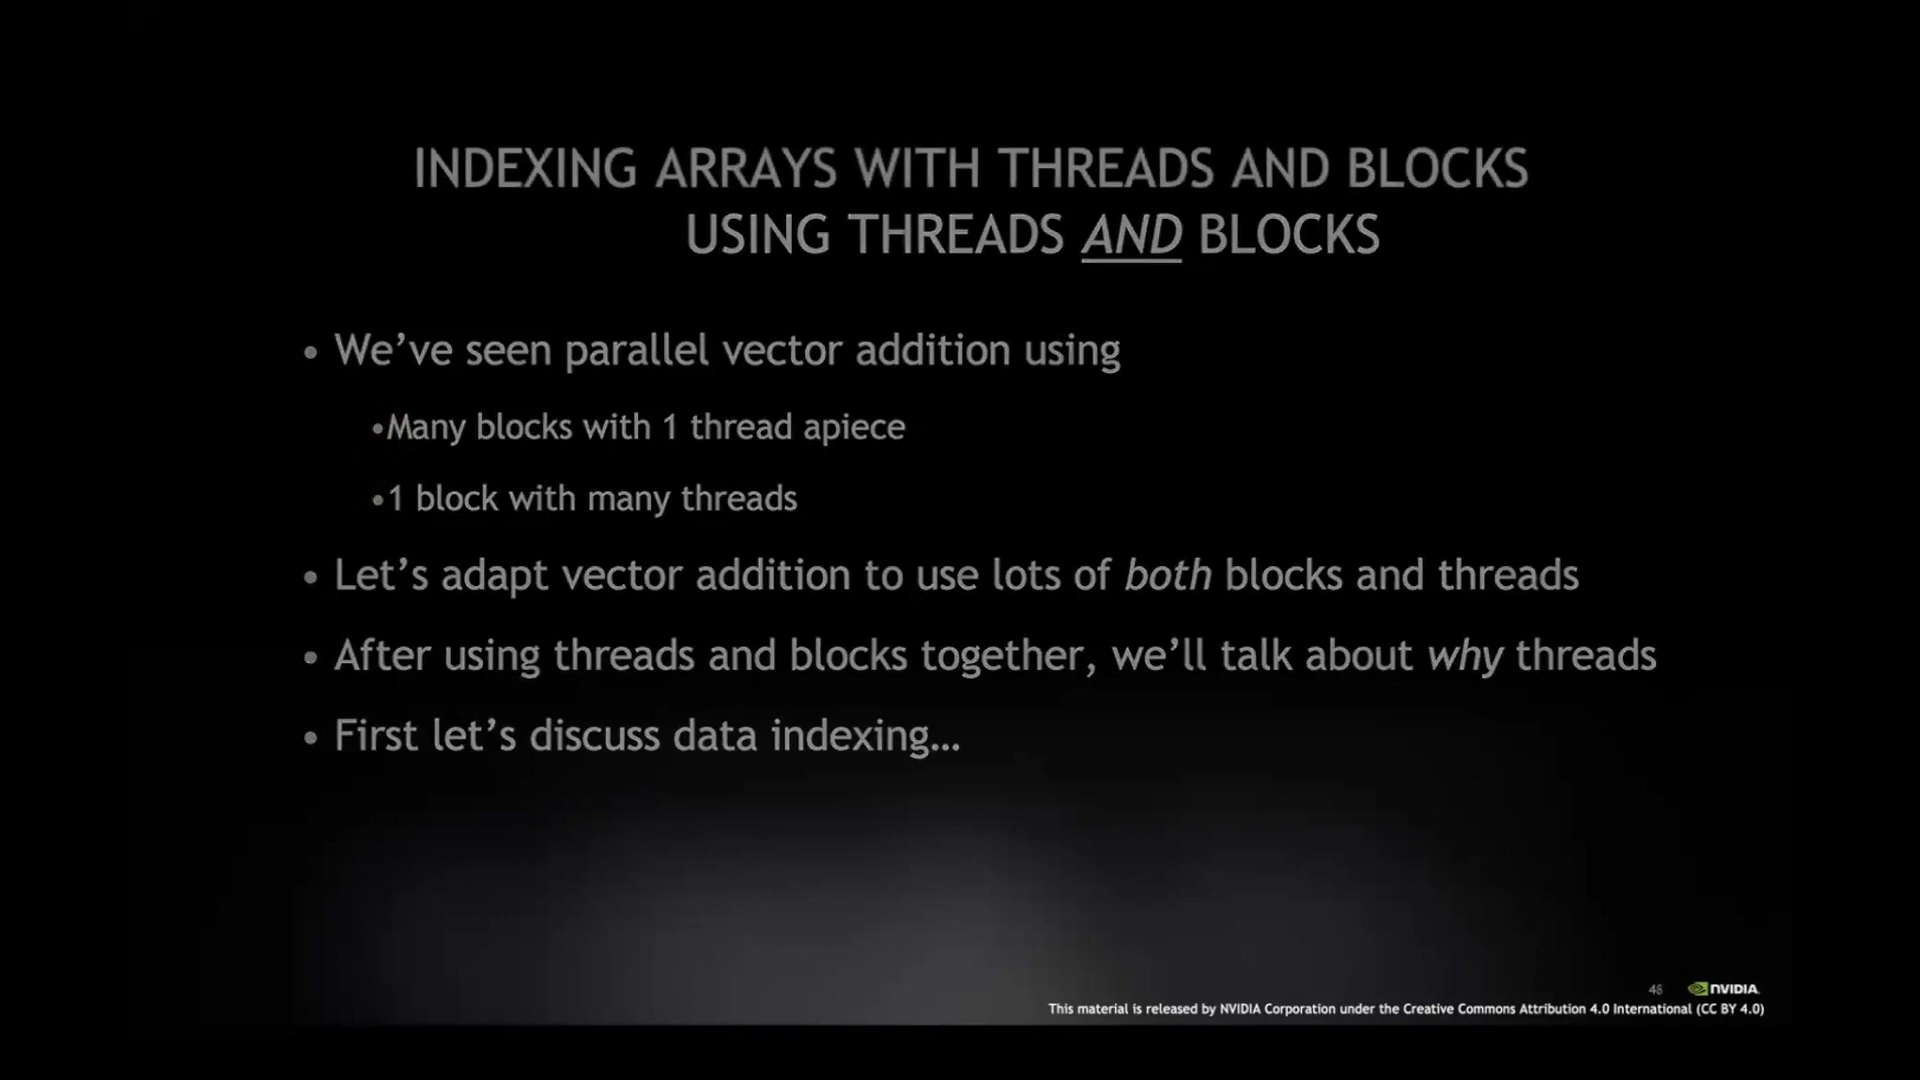 INDEXING ARRAYS WITH THREADS AND BLOCKS
USING THREADS AND BLOCKS
• We’ve seen parallel vector addition using
•Many blocks with 1 thread apiece
•1 block with many threads
• Let’s adapt vector addition to use lots of both blocks and threads
• After using threads and blocks together, we’ll talk about why threads
• First let’s discuss data indexing…
46 NVIDIA.
This material is released by NVIDIA Corporation under the Creative Commons Attribution 4.0 International (CC BY 4.0)